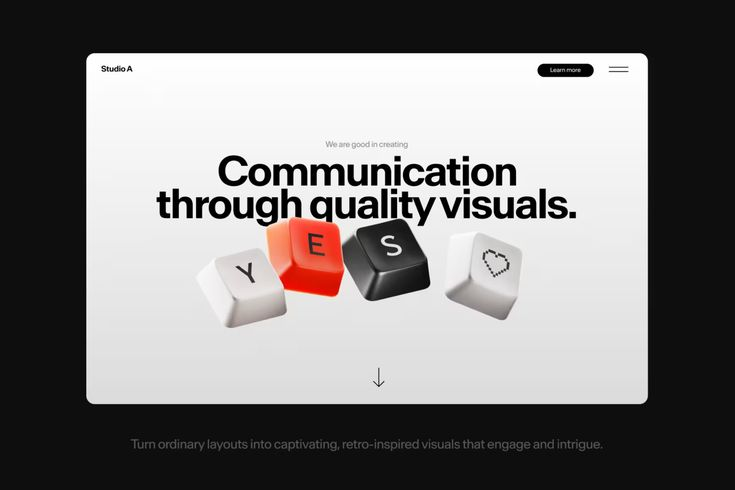 Studio A
Learn more
We are good in creating
Communication
through quality visuals.
Y E S
Turn ordinary layouts into captivating, retro-inspired visuals that engage and intrigue.